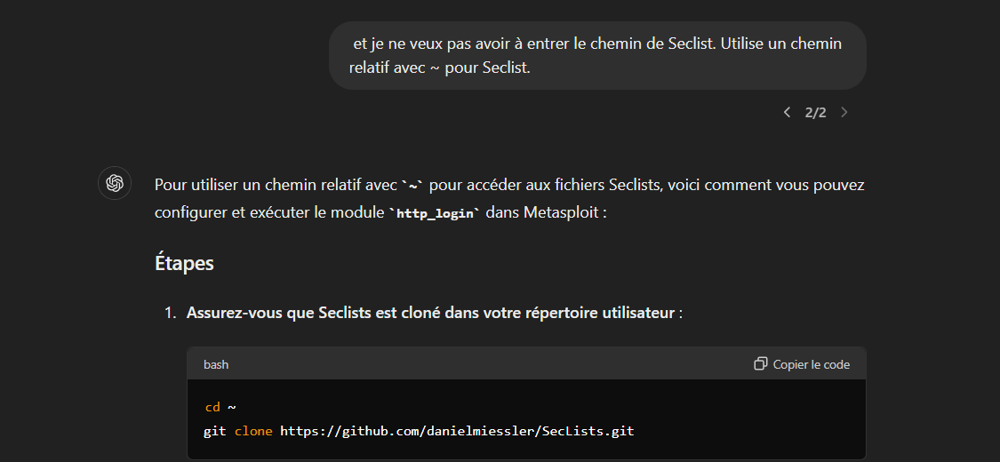 et je ne veux pas avoir à entrer le chemin de Seclist. Utilise un chemin
relatif avec ~ pour Seclist.
2/2
Pour utiliser un chemin relatif avec `~` pour accéder aux fichiers Seclists, voici comment vous pouvez
configurer et exécuter le module `http_login` dans Metasploit :
Étapes
1. Assurez-vous que Seclists est cloné dans votre répertoire utilisateur :
bash
Copier le code
cd ~
git clone https://github.com/danielmiessler/SecLists.git